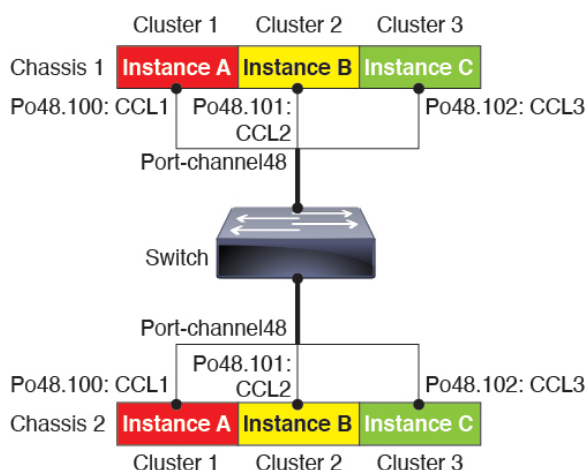 Cluster 1 Cluster 2 Cluster 3
Chassis 1 Instance A Instance B Instance C
Po48.100: CCL1 Po48.101: Po48.102: CCL3
CCL2
Port-channel48
Switch
Port-channel48
Po48.100: CCL1 Po48.101: Po48.102: CCL3
CCL2
Chassis 2 Instance A Instance B Instance C
Cluster 1 Cluster 2 Cluster 3